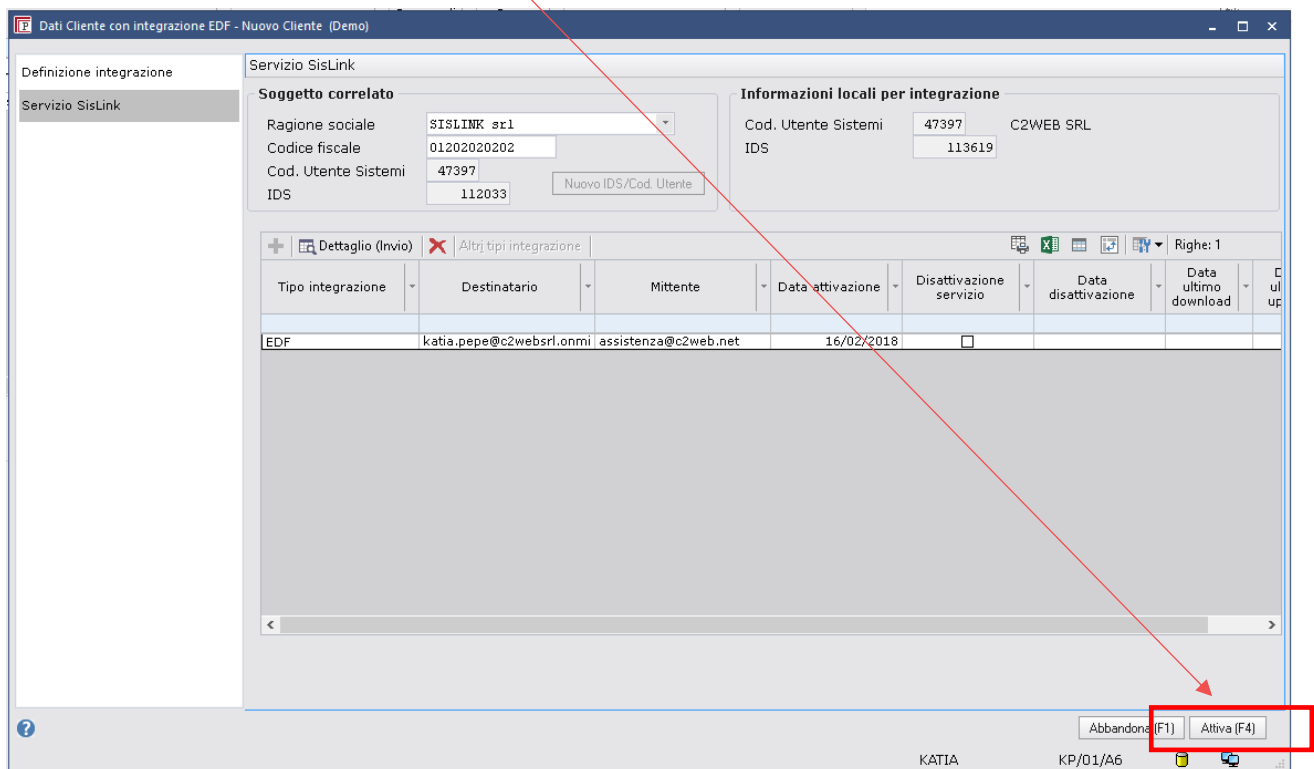 Dati Cliente con integrazione EDF - Nuovo Cliente (Demo)
Definizione integrazione
Servizio SisLink
Servizio SisLink
Soggetto correlato
Ragione sociale SISLINK srl
Codice fiscale 01202020202
Cod. Utente Sistemi 47397
IDS 112033
Nuovo IDS/Cod. Utente
Informazioni locali per integrazione
Cod. Utente Sistemi 47397 C2WEB SRL
IDS 113619
Dettaglio (Invio) Altri tipi integrazione Righe: 1
Tipo integrazione Destinatario Mittente Data attivazione Disattivazione servizio Data disattivazione Data ultimo download
EDF katia.pepe@c2websrl.onmi assistenza@c2web.net 16/02/2018
Abbandona (F1) Attiva (F4)
KATIA KP/01/A6